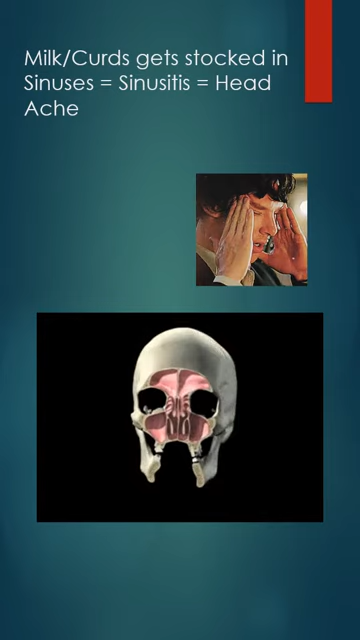 Milk/Curds gets stocked in
Sinuses = Sinusitis = Head
Ache